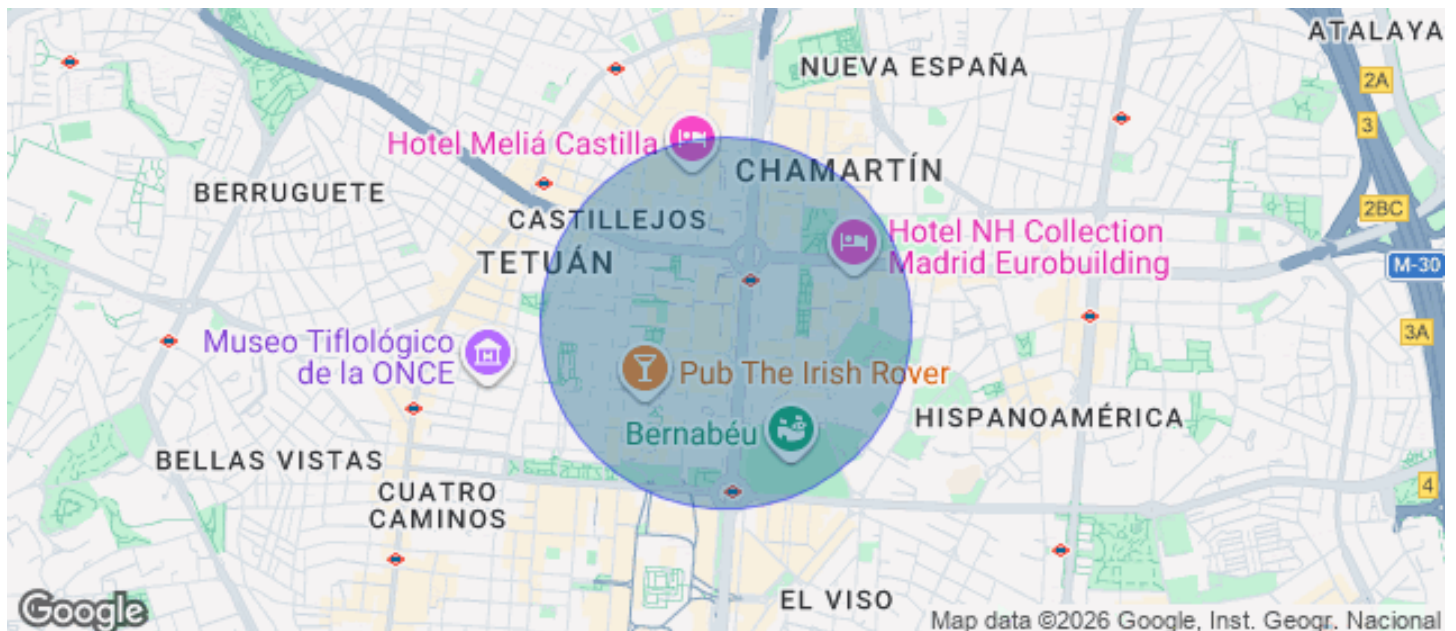 ATALAYA
NUEVA ESPAÑA
2A
3
Hotel Meliá Castilla
CHAMARTÍN
BERRUGUETE
2BC
CASTILLEJOS
Hotel NH Collection
Madrid Eurobuilding
TETUÁN
M-30
Museo Tiflológico
de la ONCE
3A
Pub The Irish Rover
HISPANOAMÉRICA
Bernabéu
BELLAS VISTAS
CUATRO
CAMINOS
4
EL VISO
Google
Map data ©2026 Google, Inst. Geogr. Nacional